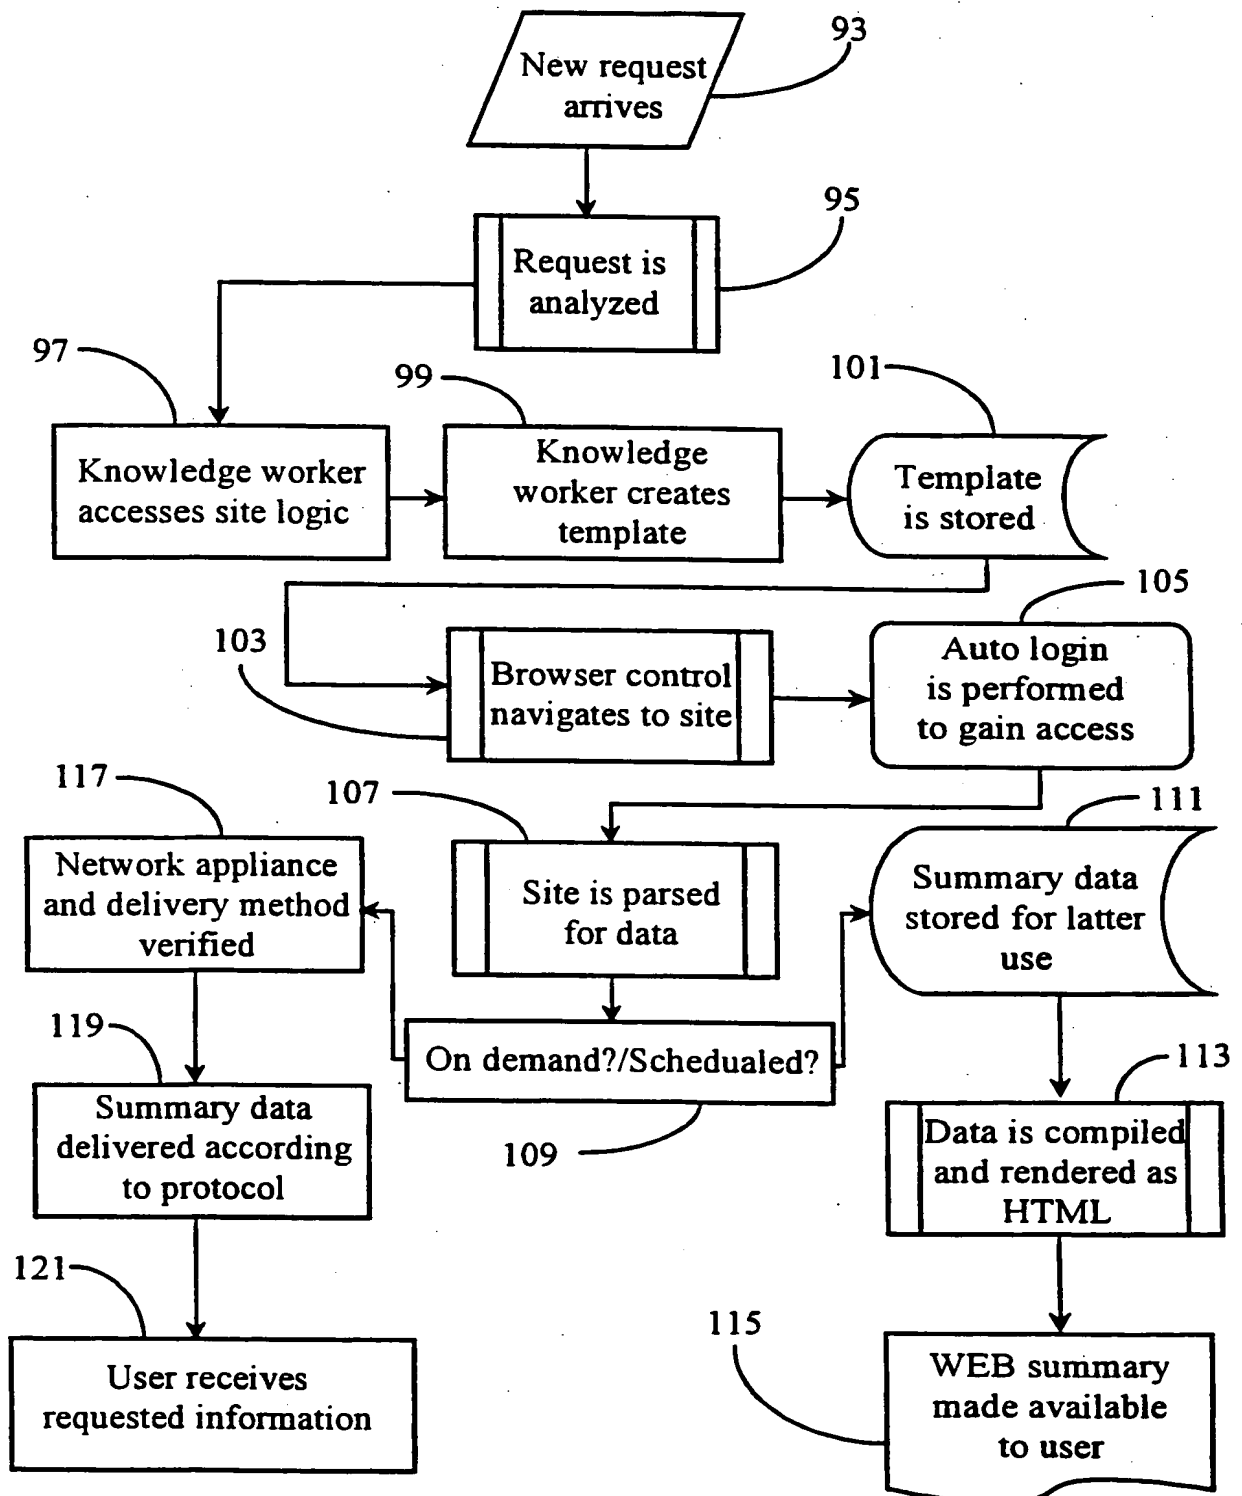 93
New request
arrives
95
Request is
analyzed
97
Knowledge worker
accesses site logic
99
Knowledge
worker creates
template
101
Template
is stored
103
Browser control
navigates to site
105
Auto login
is performed
to gain access
107
Site is parsed
for data
109
On demand?/Schedualed?
111
Summary data
stored for latter
use
113
Data is compiled
and rendered as
HTML
115
WEB summary
made available
to user
117
Network appliance
and delivery method
verified
119
Summary data
delivered according
to protocol
121
User receives
requested information